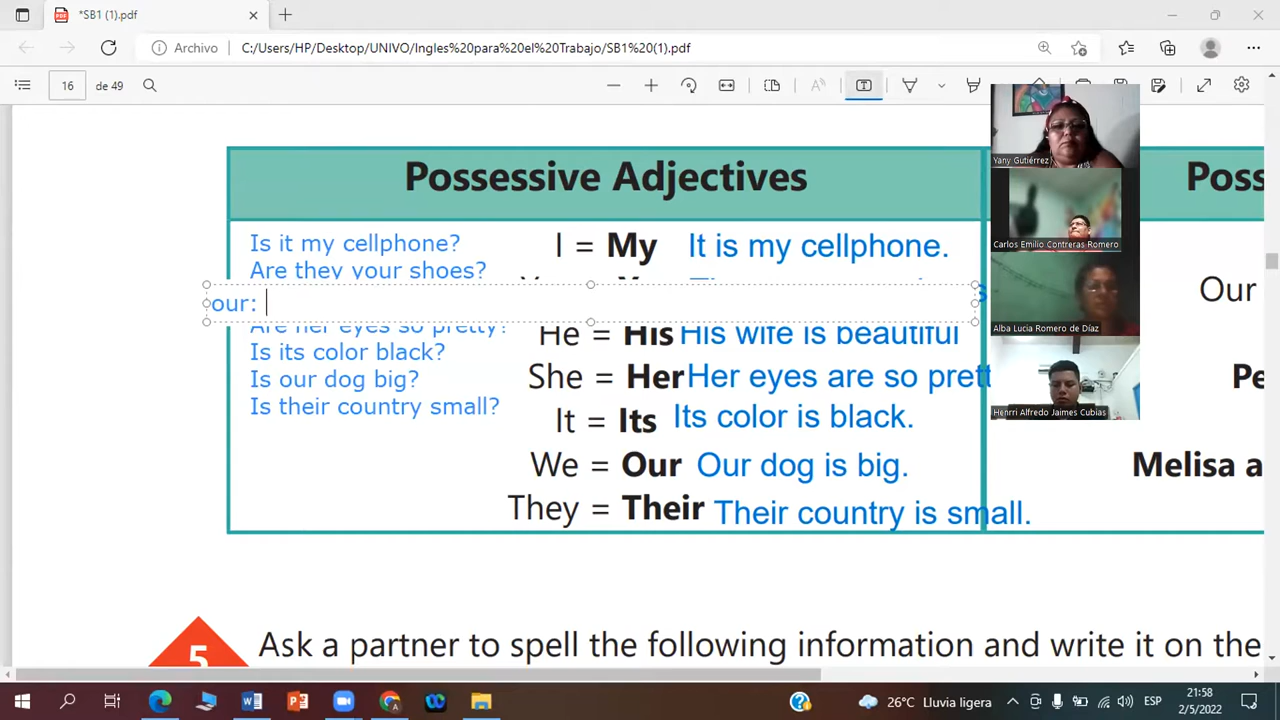 *SB1 (1).pdf
Archivo
C:/Users/HP/Desktop/UNIVO/Ingles%20para%20el%20Trabajo/SB1%20(1).pdf
16 de 49
Possessive Adjectives
Poss
Is it my cellphone?
I = My
It is my cellphone.
Are they your shoes?
our:
Our
Are her eyes so pretty?
He = His
His wife is beautiful
Is its color black?
She = Her
Her eyes are so prett
Pe
Is our dog big?
Is their country small?
It = Its
Its color is black.
We = Our
Our dog is big.
Melisa a
They = Their
Their country is small.
5
Ask a partner to spell the following information and write it on the
Yany Gutiérrez
Carlos Emilio Contreras Romero
Alba Lucia Romero de Díaz
Henrri Alfredo Jaimes Cubias
26°C Lluvia ligera
ESP
21:58
2/5/2022